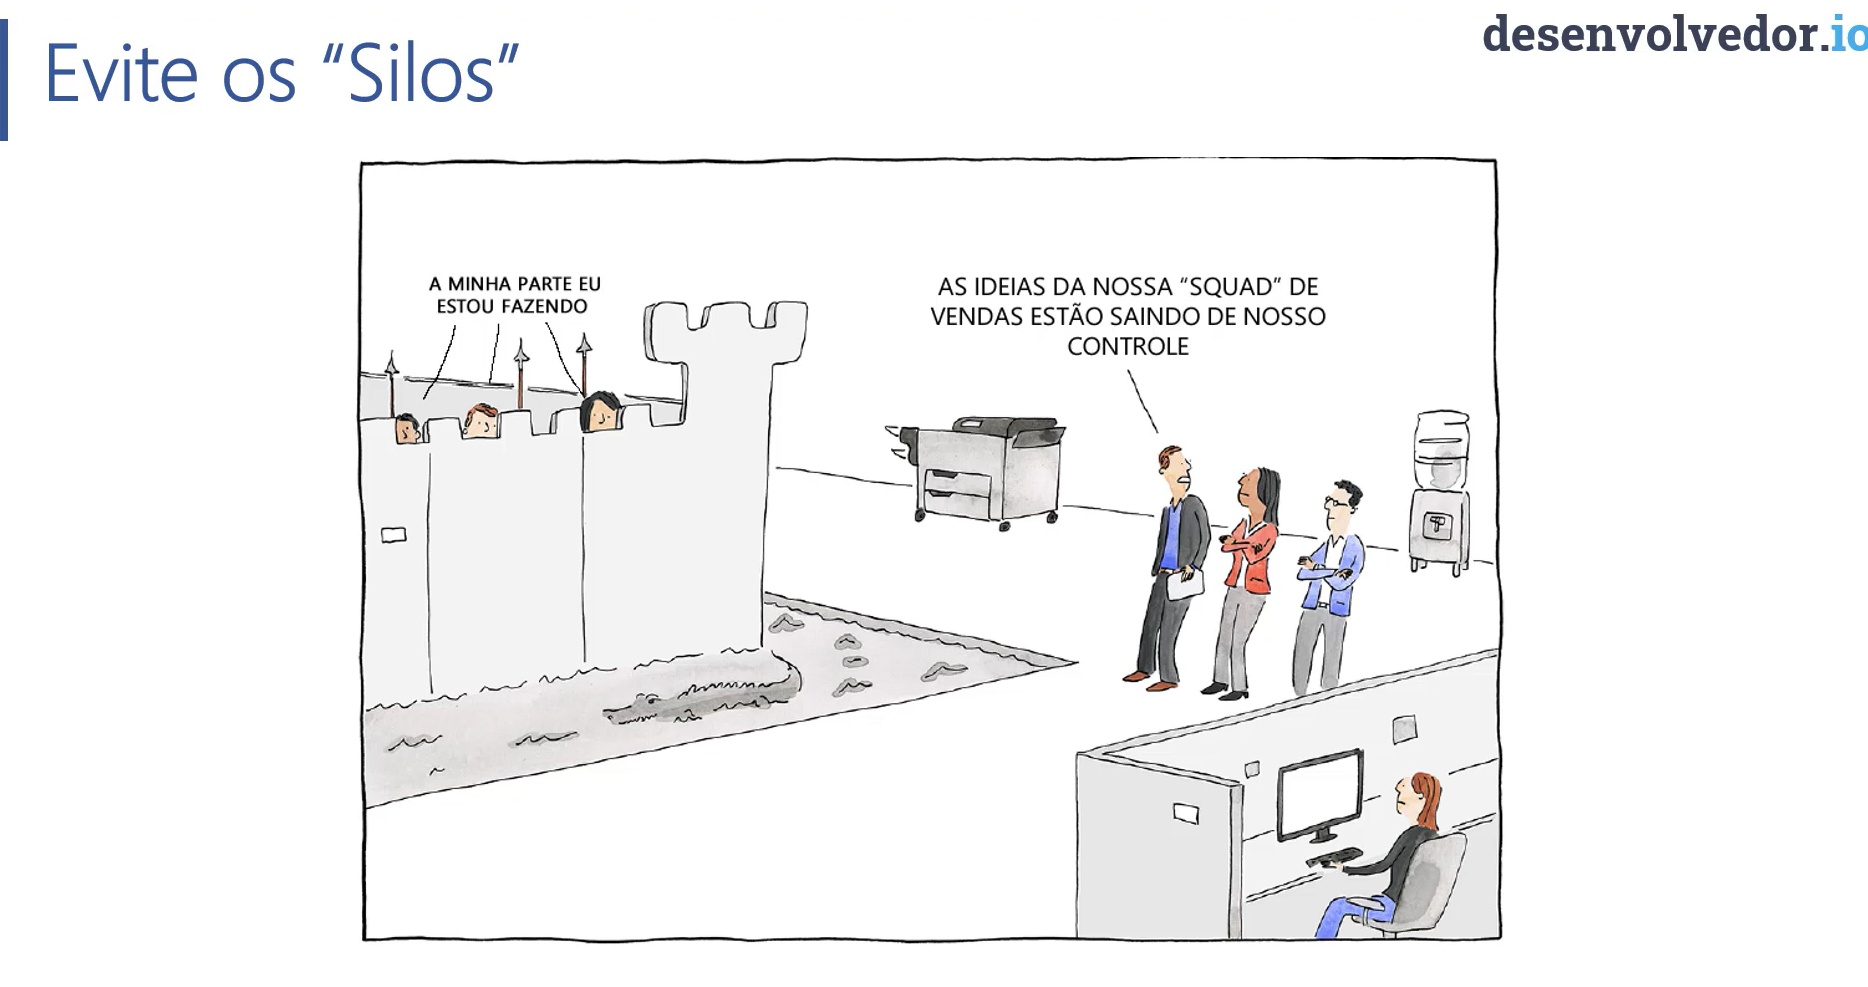 Evite os “Silos”
desenvolvedor.io
A MINHA PARTE EU
ESTOU FAZENDO
AS IDEIAS DA NOSSA “SQUAD” DE
VENDAS ESTÃO SAINDO DE NOSSO
CONTROLE